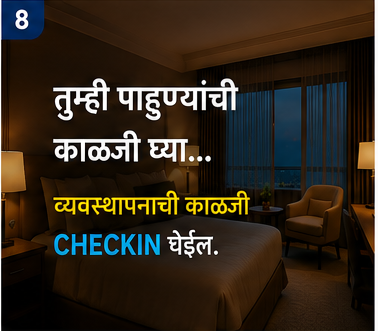 8
तुम्ही पाहुण्यांची
काळजी घ्या...
व्यवस्थापनाची काळजी
CHECKIN घेईल.